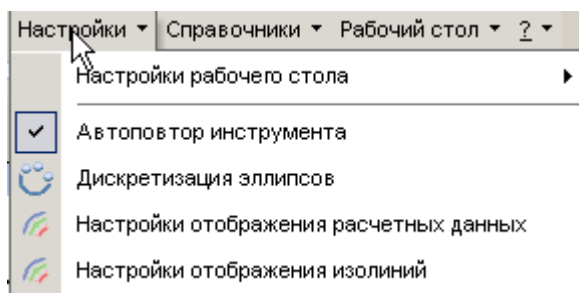 Настройки Справочники Рабочий стол ?
Настройки рабочего стола
Автоповтор инструмента
Дискретизация эллипсов
Настройки отображения расчетных данных
Настройки отображения изолиний